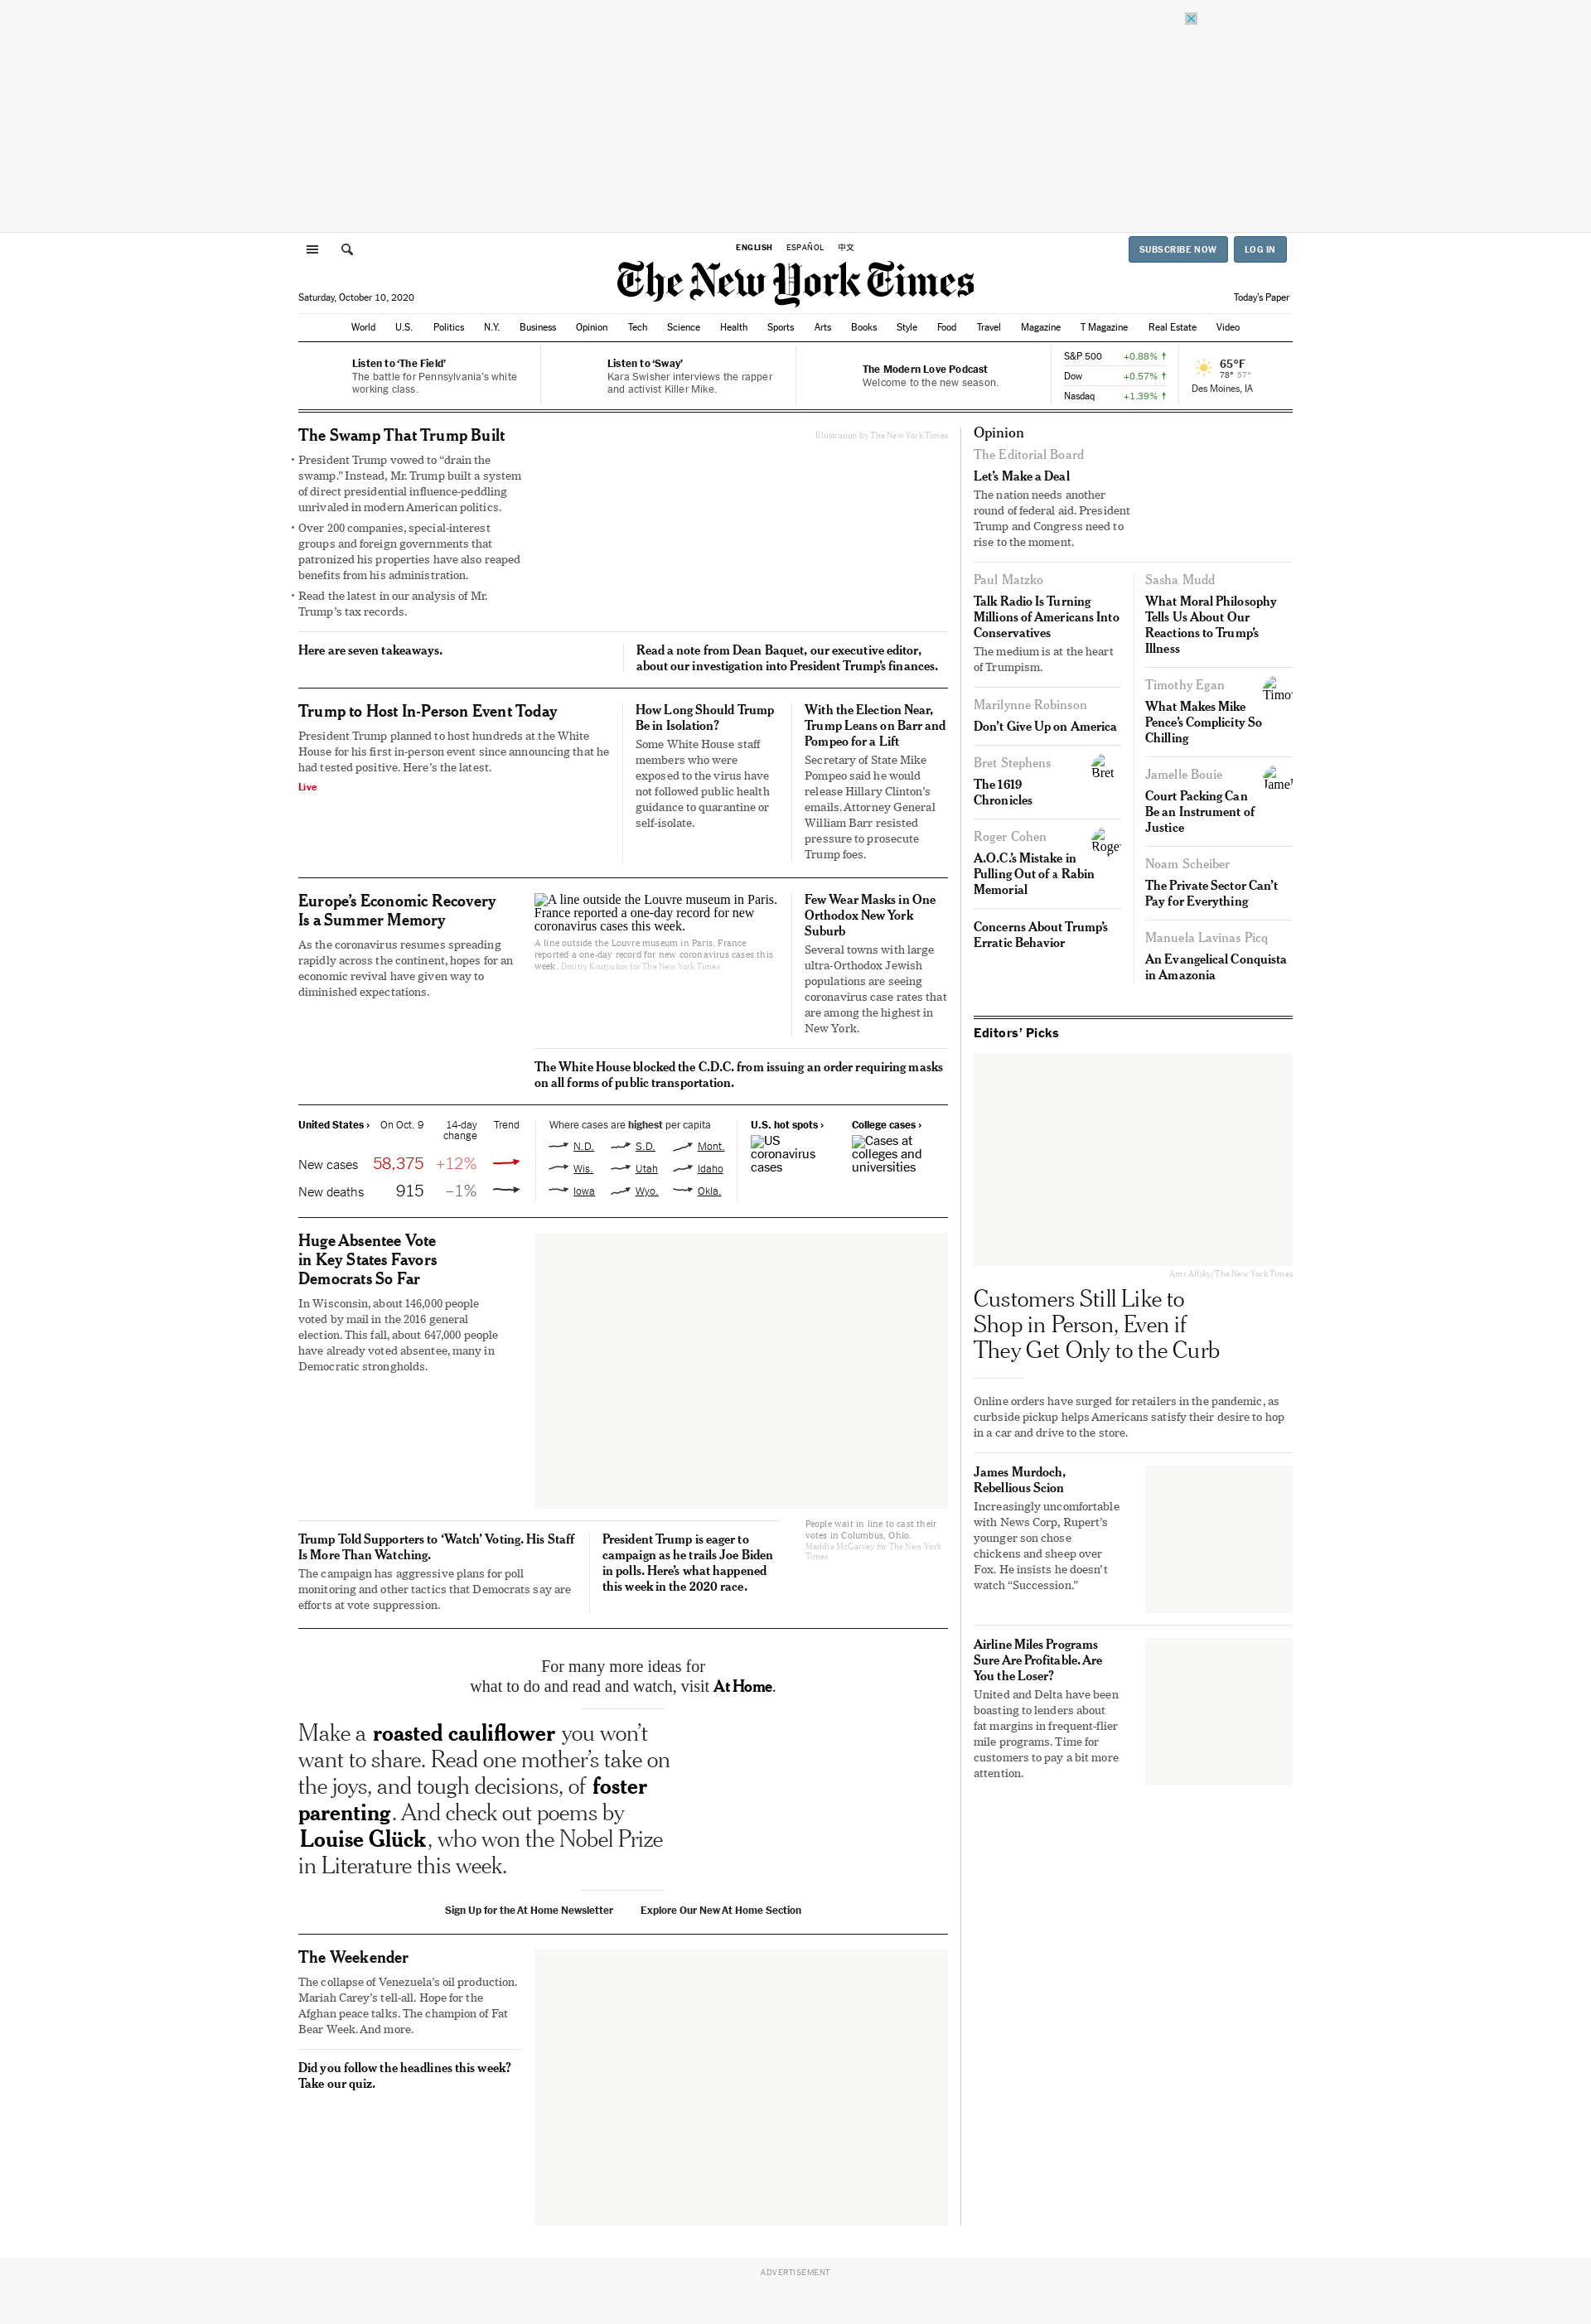 ENGLISH ESPAÑOL 中文
SUBSCRIBE NOW LOG IN
The New York Times
Saturday, October 10, 2020
Today's Paper
World U.S. Politics N.Y. Business Opinion Tech Science Health Sports Arts Books Style Food Travel Magazine T Magazine Real Estate Video
Listen to ‘The Field’
The battle for Pennsylvania’s white
working class.
Listen to ‘Sway’
Kara Swisher interviews the rapper
and activist Killer Mike.
The Modern Love Podcast
Welcome to the new season.
S&P 500 +0.88% ↑
Dow +0.57% ↑
Nasdaq +1.39% ↑
65°F
78° 57°
Des Moines, IA
The Swamp That Trump Built
• President Trump vowed to “drain the
swamp.” Instead, Mr. Trump built a system
of direct presidential influence-peddling
unrivaled in modern American politics.
• Over 200 companies, special-interest
groups and foreign governments that
patronized his properties have also reaped
benefits from his administration.
• Read the latest in our analysis of Mr.
Trump’s tax records.
Illustration by The New York Times
Here are seven takeaways.
Read a note from Dean Baquet, our executive editor,
about our investigation into President Trump’s finances.
Trump to Host In-Person Event Today
President Trump planned to host hundreds at the White
House for his first in-person event since announcing that he
had tested positive. Here’s the latest.
Live
How Long Should Trump
Be in Isolation?
Some White House staff
members who were
exposed to the virus have
not followed public health
guidance to quarantine or
self-isolate.
With the Election Near,
Trump Leans on Barr and
Pompeo for a Lift
Secretary of State Mike
Pompeo said he would
release Hillary Clinton’s
emails. Attorney General
William Barr resisted
pressure to prosecute
Trump foes.
Europe’s Economic Recovery
Is a Summer Memory
As the coronavirus resumes spreading
rapidly across the continent, hopes for an
economic revival have given way to
diminished expectations.
A line outside the Louvre museum in Paris.
France reported a one-day record for new
coronavirus cases this week.
A line outside the Louvre museum in Paris. France
reported a one-day record for new coronavirus cases this
week. Dmitry Kostyukov for The New York Times
Few Wear Masks in One
Orthodox New York
Suburb
Several towns with large
ultra-Orthodox Jewish
populations are seeing
coronavirus case rates that
are among the highest in
New York.
The White House blocked the C.D.C. from issuing an order requiring masks
on all forms of public transportation.
United States › On Oct. 9 14-day
change Trend
New cases 58,375 +12%
New deaths 915 –1%
Where cases are highest per capita
N.D. S.D. Mont.
Wis. Utah Idaho
Iowa Wyo. Okla.
U.S. hot spots ›
US
coronavirus
cases
College cases ›
Cases at
colleges and
universities
Huge Absentee Vote
in Key States Favors
Democrats So Far
In Wisconsin, about 146,000 people
voted by mail in the 2016 general
election. This fall, about 647,000 people
have already voted absentee, many in
Democratic strongholds.
Trump Told Supporters to ‘Watch’ Voting. His Staff
Is More Than Watching.
The campaign has aggressive plans for poll
monitoring and other tactics that Democrats say are
efforts at vote suppression.
President Trump is eager to
campaign as he trails Joe Biden
in polls. Here’s what happened
this week in the 2020 race.
People wait in line to cast their
votes in Columbus, Ohio.
Maddie McGarvey for The New York
Times
For many more ideas for
what to do and read and watch, visit At Home.
Make a roasted cauliflower you won’t
want to share. Read one mother’s take on
the joys, and tough decisions, of foster
parenting. And check out poems by
Louise Glück, who won the Nobel Prize
in Literature this week.
Sign Up for the At Home Newsletter Explore Our New At Home Section
The Weekender
The collapse of Venezuela’s oil production.
Mariah Carey’s tell-all. Hope for the
Afghan peace talks. The champion of Fat
Bear Week. And more.
Did you follow the headlines this week?
Take our quiz.
Opinion
The Editorial Board
Let’s Make a Deal
The nation needs another
round of federal aid. President
Trump and Congress need to
rise to the moment.
Paul Matzko
Talk Radio Is Turning
Millions of Americans Into
Conservatives
The medium is at the heart
of Trumpism.
Marilynne Robinson
Don’t Give Up on America
Bret Stephens
The 1619
Chronicles
Bret
Roger Cohen
A.O.C.’s Mistake in
Pulling Out of a Rabin
Memorial
Roger
Concerns About Trump’s
Erratic Behavior
Sasha Mudd
What Moral Philosophy
Tells Us About Our
Reactions to Trump’s
Illness
Timothy Egan
What Makes Mike
Pence’s Complicity So
Chilling
Jamelle Bouie
Court Packing Can
Be an Instrument of
Justice
Noam Scheiber
The Private Sector Can’t
Pay for Everything
Manuela Lavinas Picq
An Evangelical Conquista
in Amazonia
Editors’ Picks
Amr Alfiky/The New York Times
Customers Still Like to
Shop in Person, Even if
They Get Only to the Curb
Online orders have surged for retailers in the pandemic, as
curbside pickup helps Americans satisfy their desire to hop
in a car and drive to the store.
James Murdoch,
Rebellious Scion
Increasingly uncomfortable
with News Corp, Rupert’s
younger son chose
chickens and sheep over
Fox. He insists he doesn’t
watch “Succession.”
Airline Miles Programs
Sure Are Profitable. Are
You the Loser?
United and Delta have been
boasting to lenders about
fat margins in frequent-flier
mile programs. Time for
customers to pay a bit more
attention.
ADVERTISEMENT